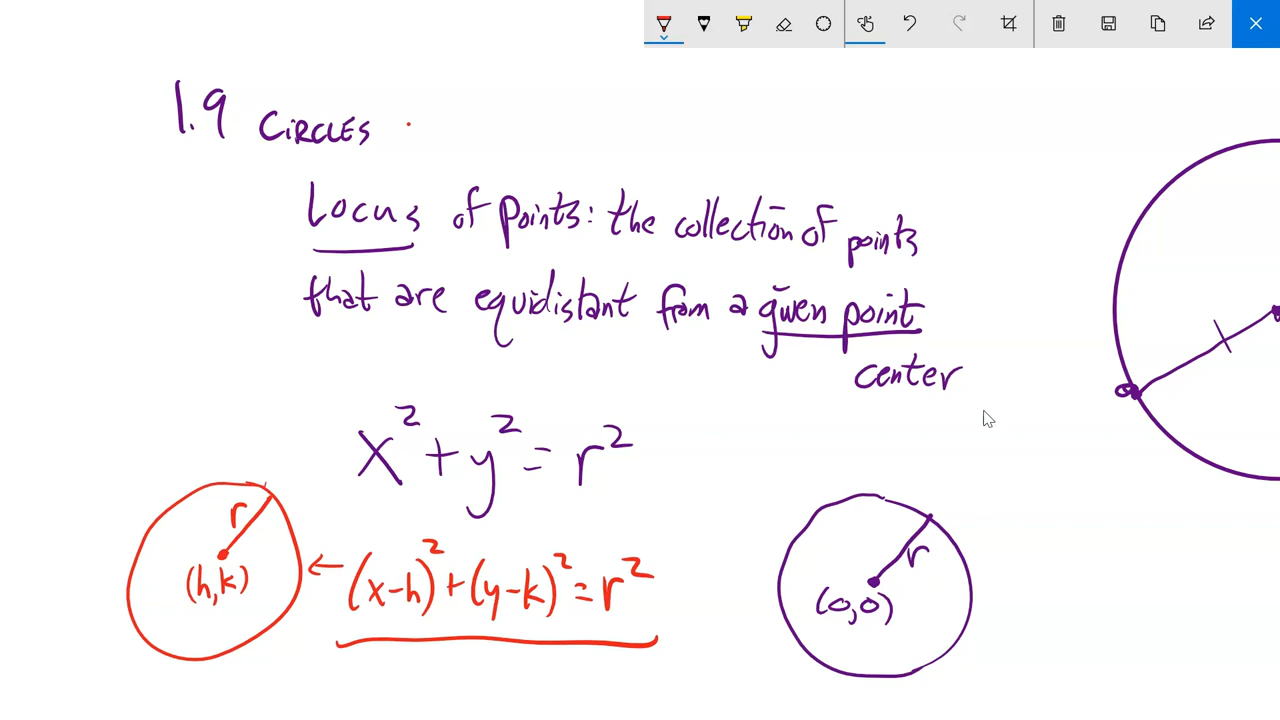 1.9 CiRCLES
Locus of points: the collection of points
that are equidistant from a given point
center
x² + y² = r²
r
(h,k)
← (x-h)² + (y-k)² = r²
r
(0,0)